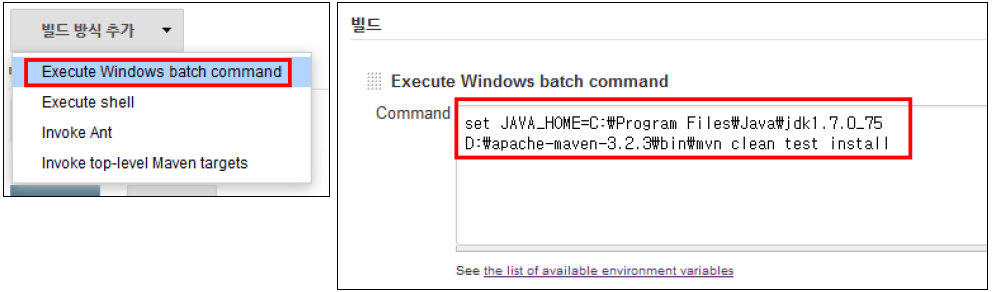 빌드 방식 추가
Execute Windows batch command
Execute shell
Invoke Ant
Invoke top-level Maven targets
빌드
Execute Windows batch command
Command
set JAVA_HOME=C:₩Program Files₩Java₩jdk1.7.0_75
D:₩apache-maven-3.2.3₩bin₩mvn clean test install
See the list of available environment variables